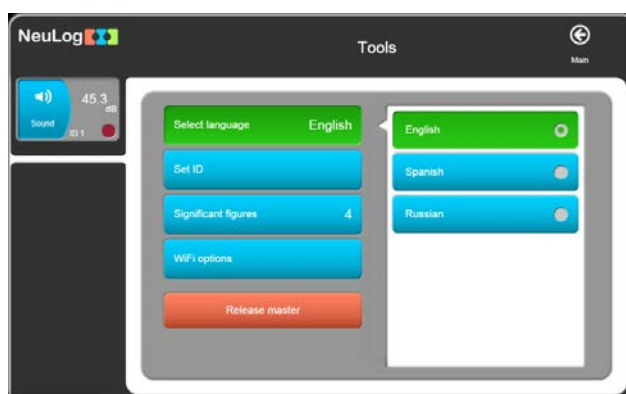 NeuLog
Tools
Main
45.3
dB
Sound
ID 1
Select language English
Set ID
Significant figures 4
WiFi options
Release master
English
Spanish
Russian